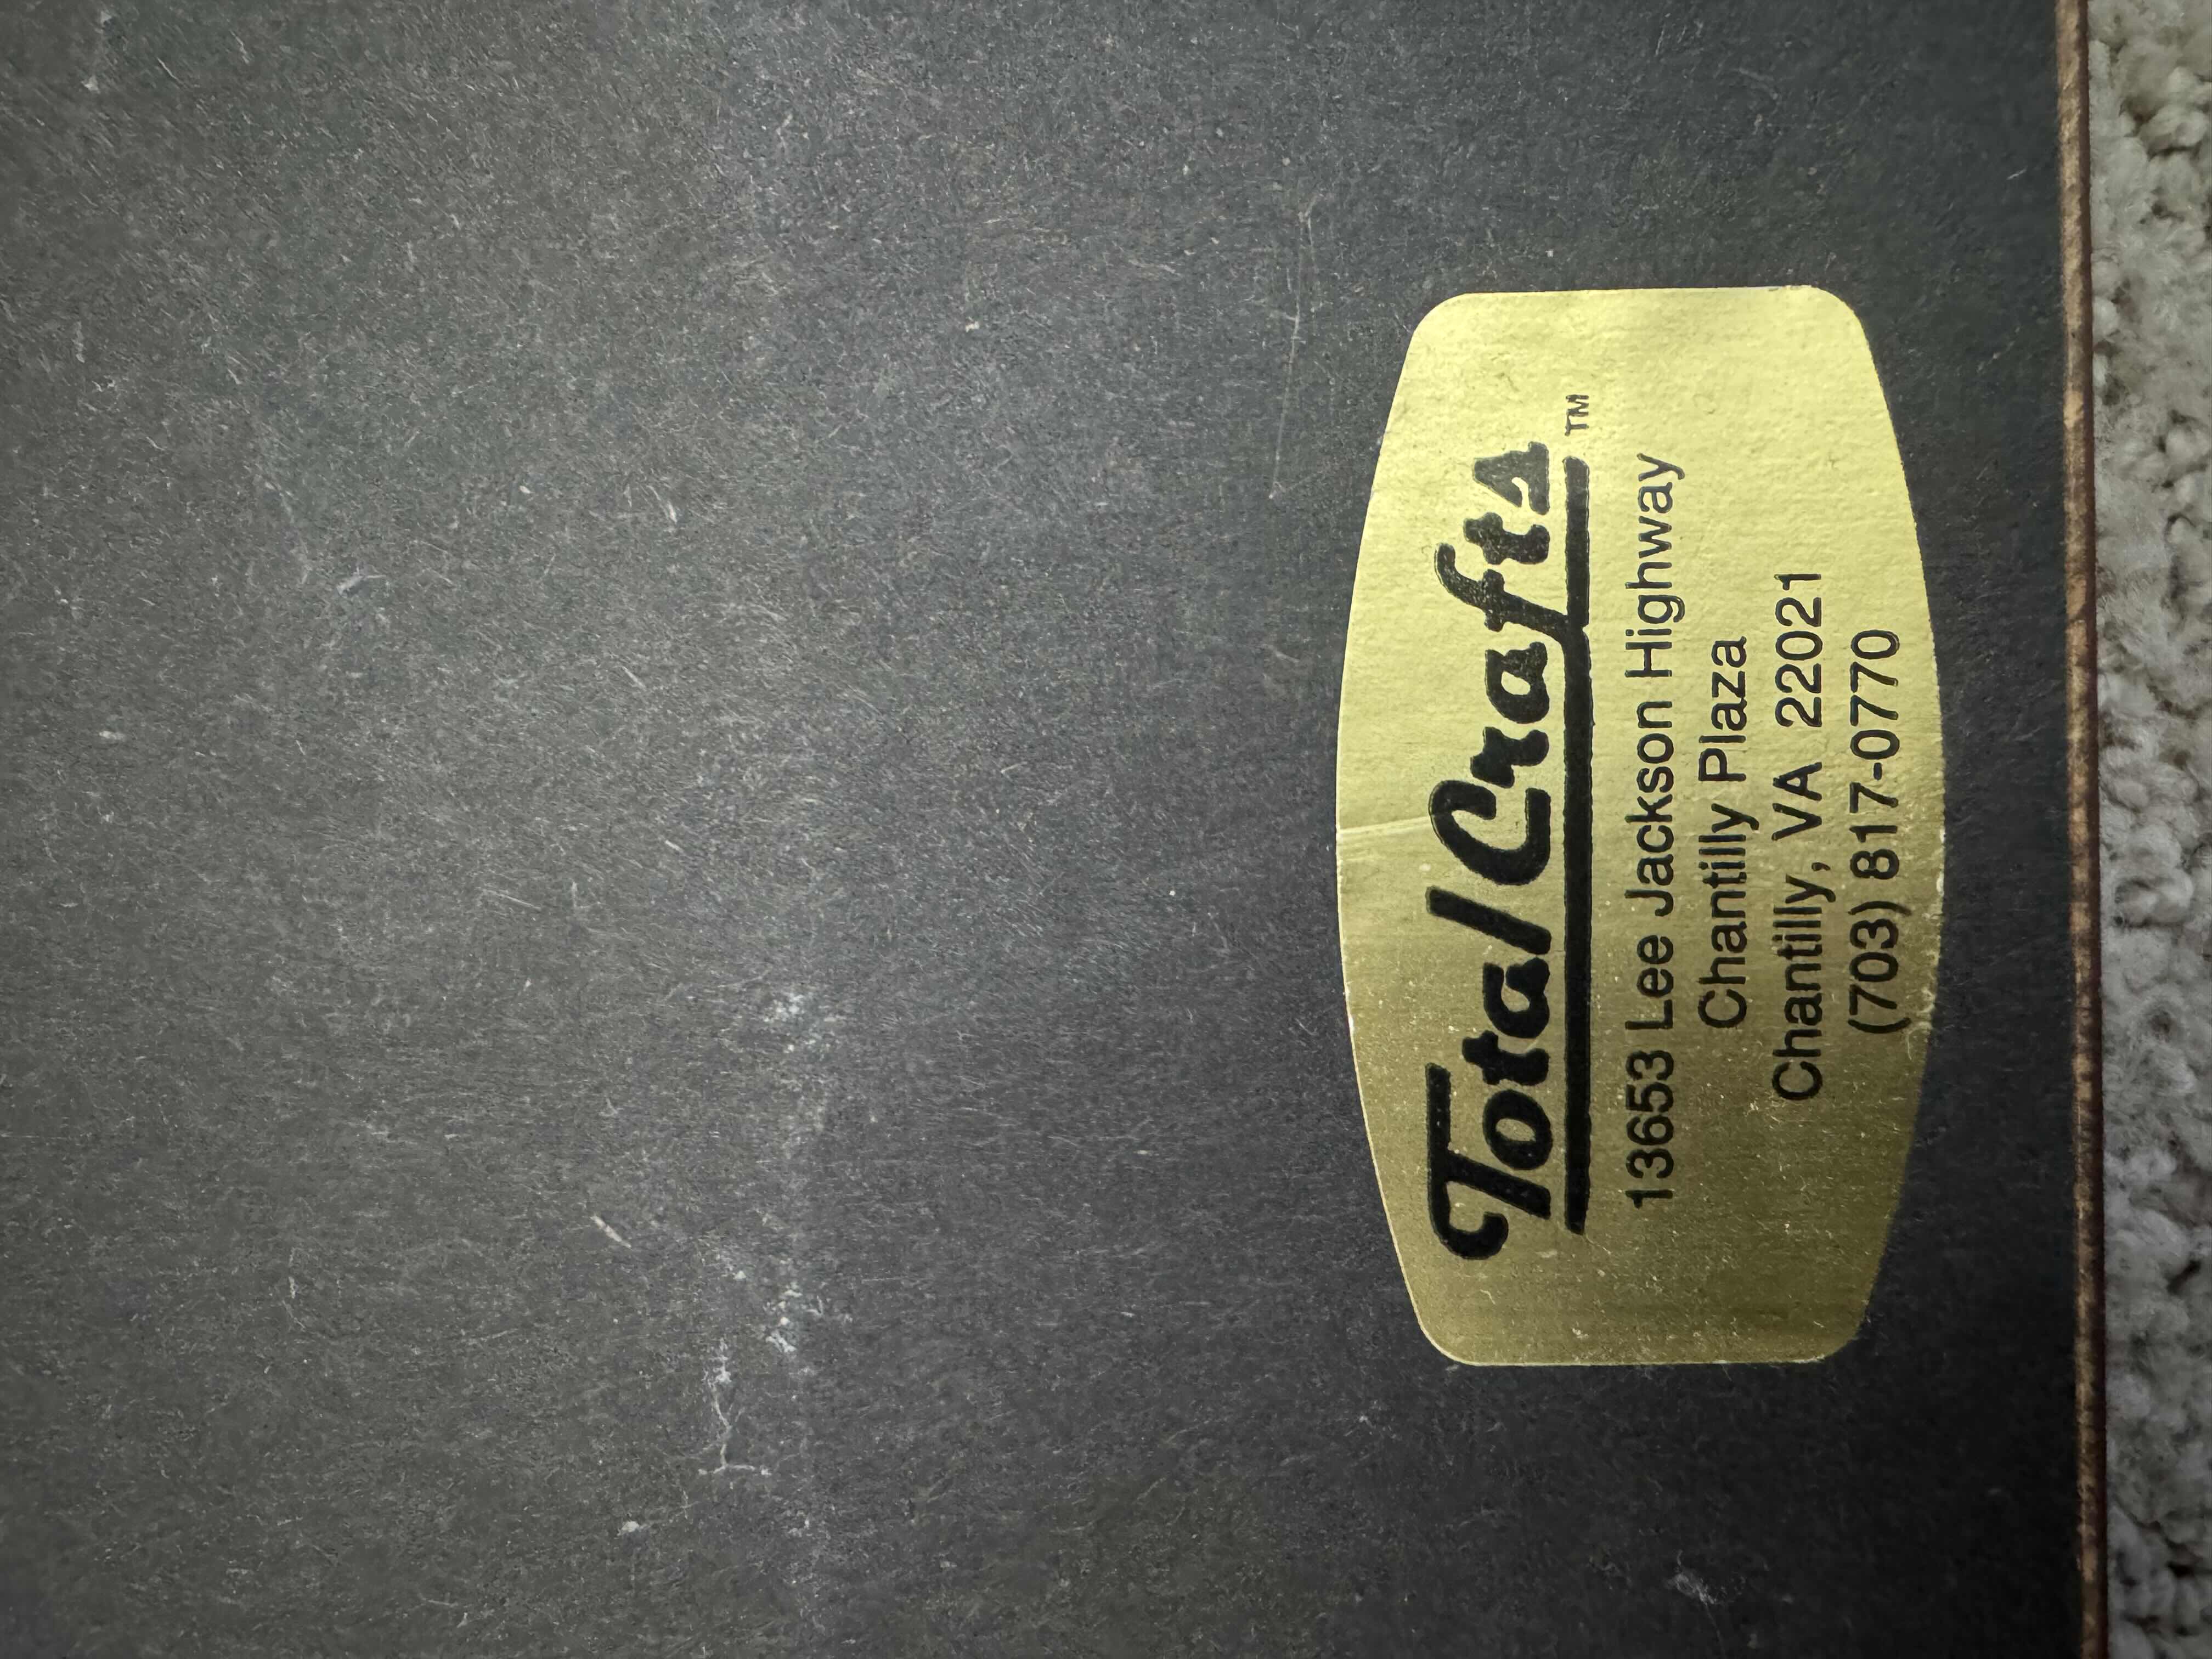 Total Crafts™
13653 Lee Jackson Highway
Chantilly Plaza
Chantilly, VA 22021
(703) 817-0770